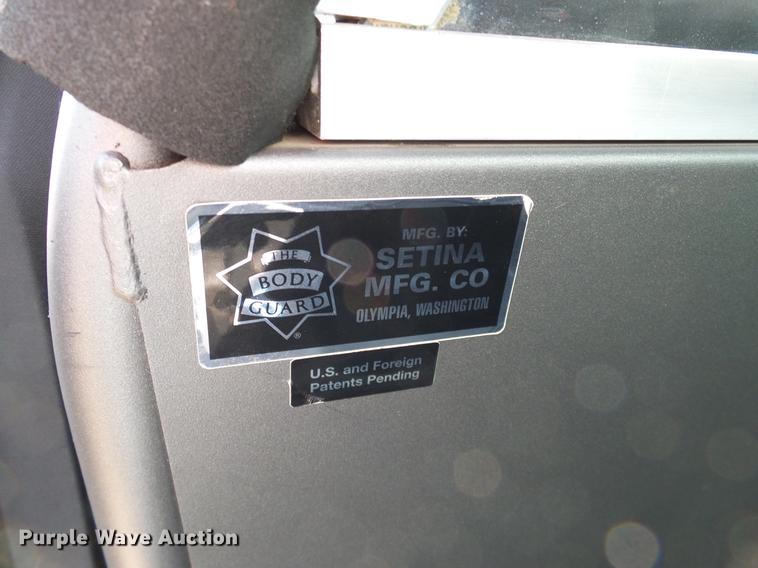 THE
BODY
GUARD
®
MFG. BY:
SETINA
MFG. CO
OLYMPIA, WASHINGTON
U.S. and Foreign
Patents Pending
Purple Wave Auction